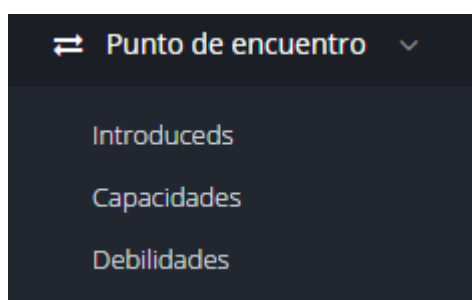 Punto de encuentro
Introduceds
Capacidades
Debilidades